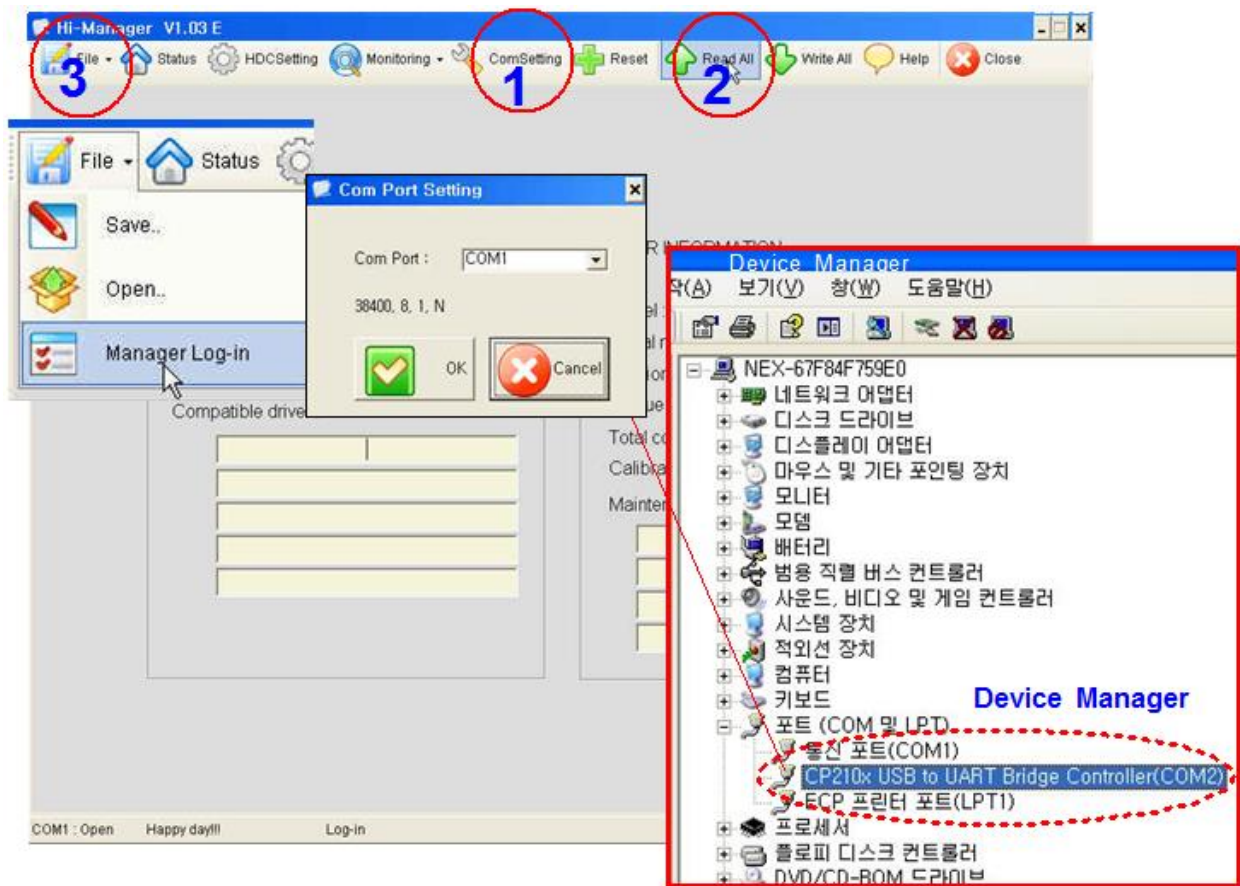 Hi-Manager V1.03 E
File Status HDCSetting Monitoring ComSetting Reset Read All Write All Help Close
3
1
2
File Status
Save..
Open..
Manager Log-in
Com Port Setting
Com Port : COM1
38400, 8, 1, N
OK Cancel
Compatible drive
R INFORMATION
Total co
Calibra
Mainter
Device Manager
작(A) 보기(V) 창(W) 도움말(H)
NEX-67F84F759E0
네트워크 어댑터
디스크 드라이브
디스플레이 어댑터
마우스 및 기타 포인팅 장치
모니터
모뎀
배터리
범용 직렬 버스 컨트롤러
사운드, 비디오 및 게임 컨트롤러
시스템 장치
적외선 장치
컴퓨터
키보드
Device Manager
포트 (COM 및 LPT)
통신 포트(COM1)
CP210x USB to UART Bridge Controller(COM2)
ECP 프린터 포트(LPT1)
프로세서
플로피 디스크 컨트롤러
DVD/CD-ROM 드라이브
COM1 : Open Happy day!!! Log-in